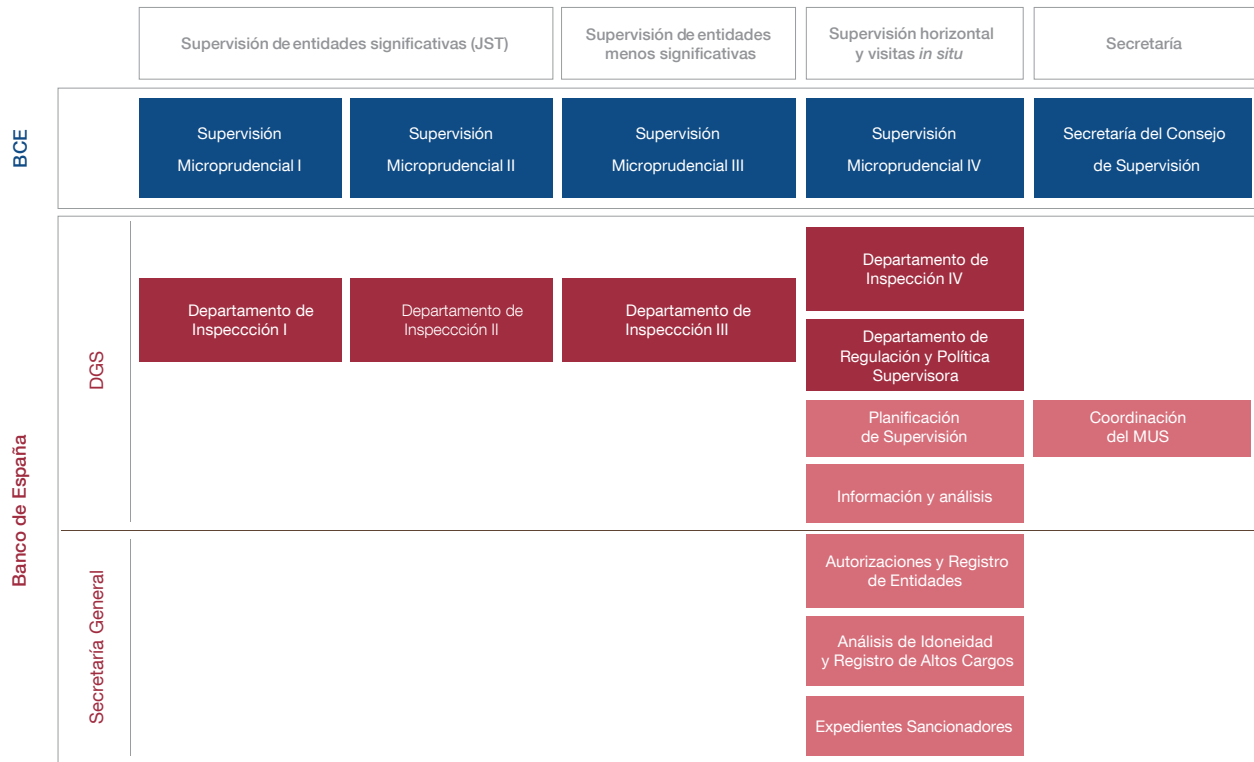 Supervisión de entidades significativas (JST)
Supervisión de entidades
menos significativas
Supervisión horizontal
y visitas in situ
Secretaría
BCE
Supervisión
Microprudencial I
Supervisión
Microprudencial II
Supervisión
Microprudencial III
Supervisión
Microprudencial IV
Secretaría del Consejo
de Supervisión
Banco de España
DGS
Departamento de
Inspeccción I
Departamento de
Inspeccción II
Departamento de
Inspeccción III
Departamento de
Inspección IV
Departamento de
Regulación y Política
Supervisora
Planificación
de Supervisión
Coordinación
del MUS
Información y análisis
Secretaría General
Autorizaciones y Registro
de Entidades
Análisis de Idoneidad
y Registro de Altos Cargos
Expedientes Sancionadores